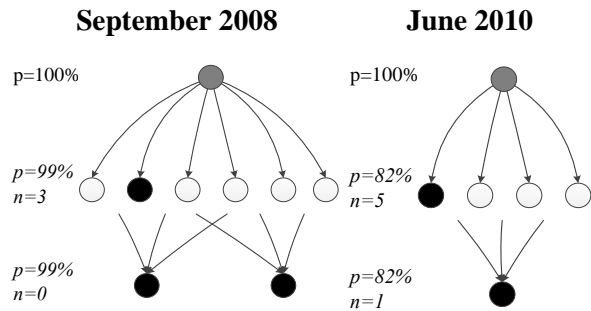 September 2008
June 2010
p=100%
p=100%
p=99%
n=3
p=82%
n=5
p=99%
n=0
p=82%
n=1